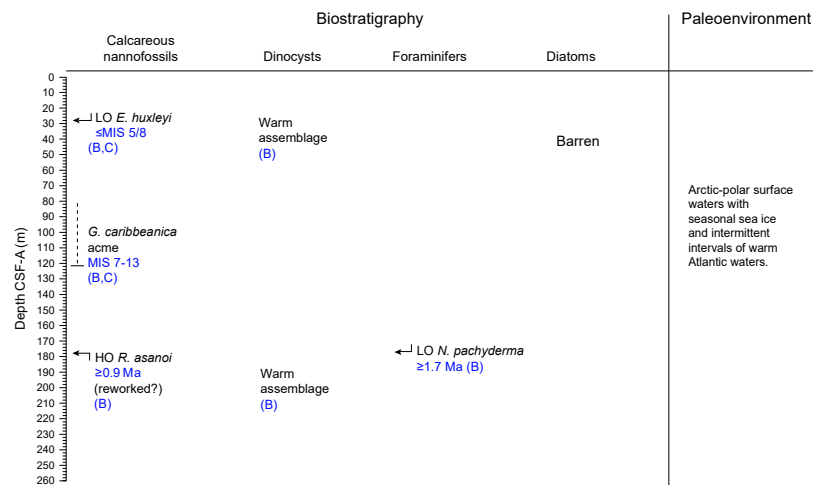 Biostratigraphy
Paleoenvironment
Calcareous
nannofossils
Dinocysts
Foraminifers
Diatoms
Depth CSF-A (m)
0
10
20
30
40
50
60
70
80
90
100
110
120
130
140
150
160
170
180
190
200
210
220
230
240
250
260
LO E. huxleyi
≤MIS 5/8
(B,C)
G. caribbeanica
acme
MIS 7-13
(B,C)
HO R. asanoi
≥0.9 Ma
(reworked?)
(B)
Warm
assemblage
(B)
Warm
assemblage
(B)
LO N. pachyderma
≥1.7 Ma (B)
Barren
Arctic-polar surface
waters with
seasonal sea ice
and intermittent
intervals of warm
Atlantic waters.